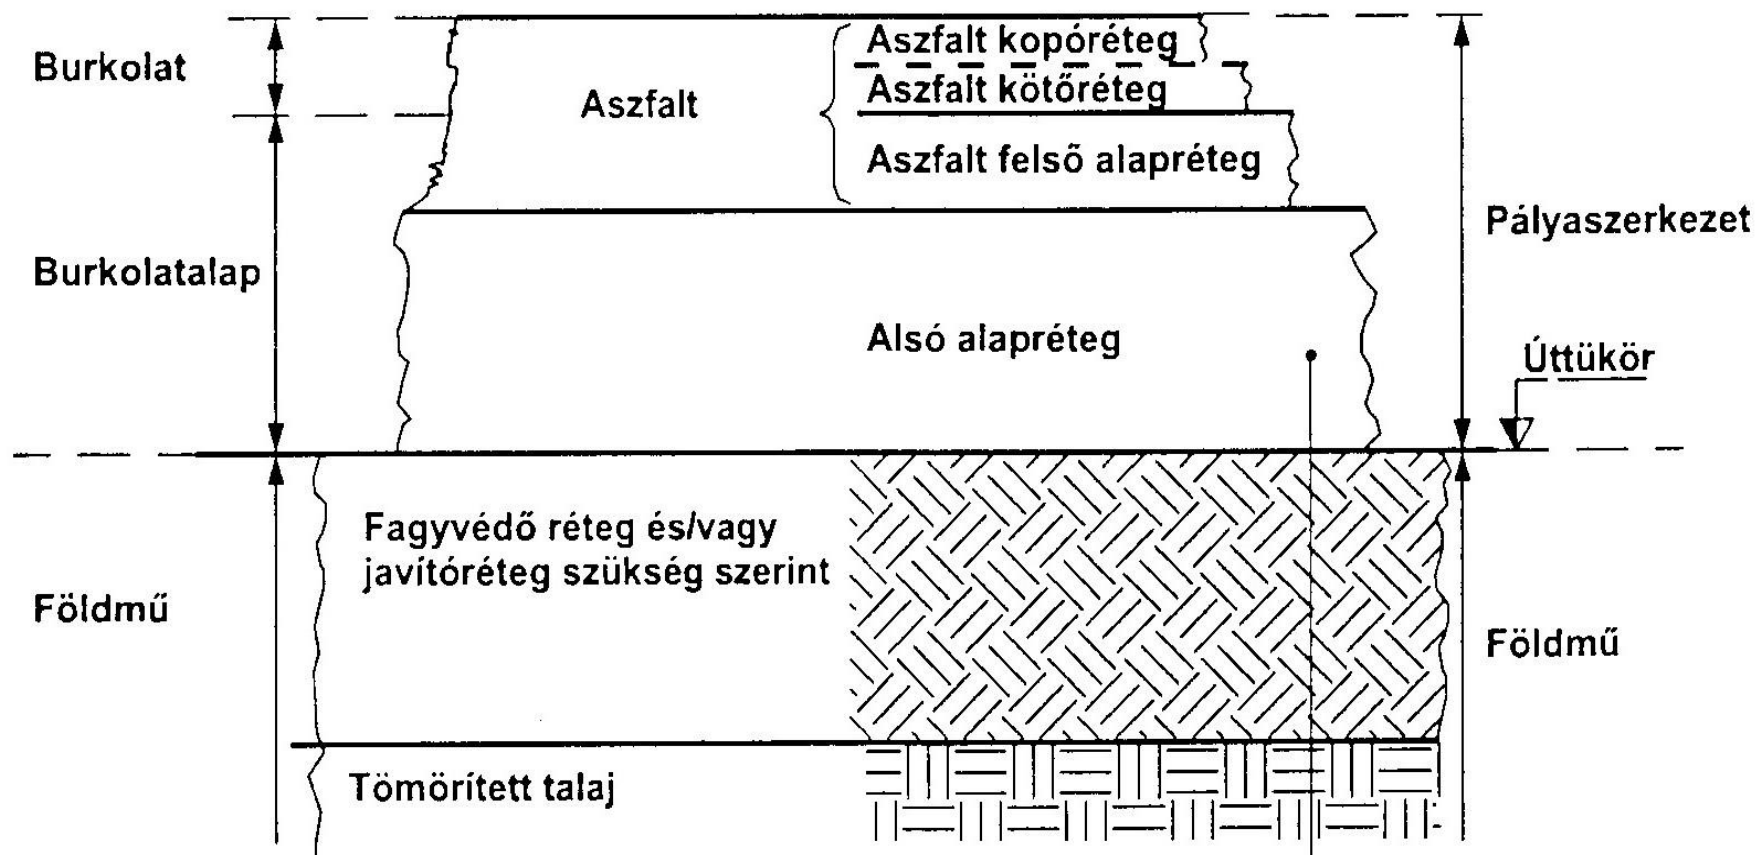 Burkolat
Aszfalt
Aszfalt kopóréteg
Aszfalt kötőréteg
Aszfalt felső alapréteg
Pályaszerkezet
Burkolatalap
Alsó alapréteg
Úttükör
Fagyvédő réteg és/vagy
javítóréteg szükség szerint
Földmű
Földmű
Tömörített talaj